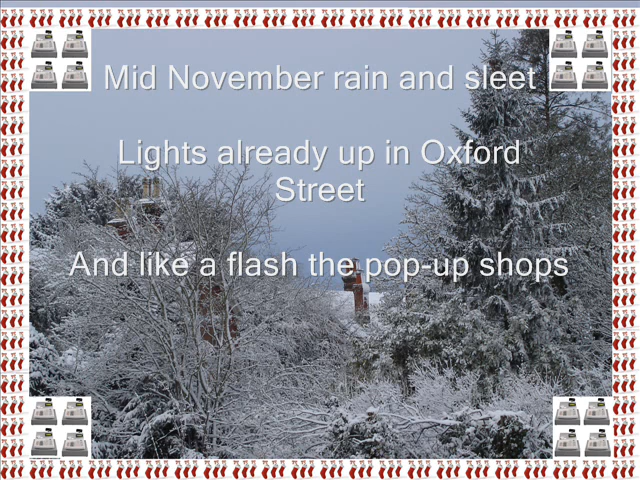 Mid November rain and sleet
Lights already up in Oxford
Street
And like a flash the pop-up shops